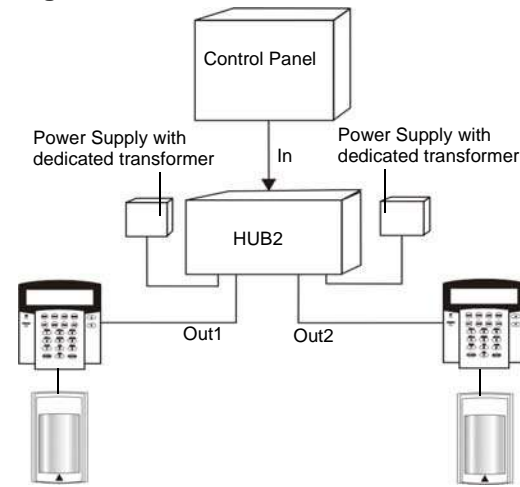 Control Panel
Power Supply with
dedicated transformer
Power Supply with
dedicated transformer
In
HUB2
Out1
Out2